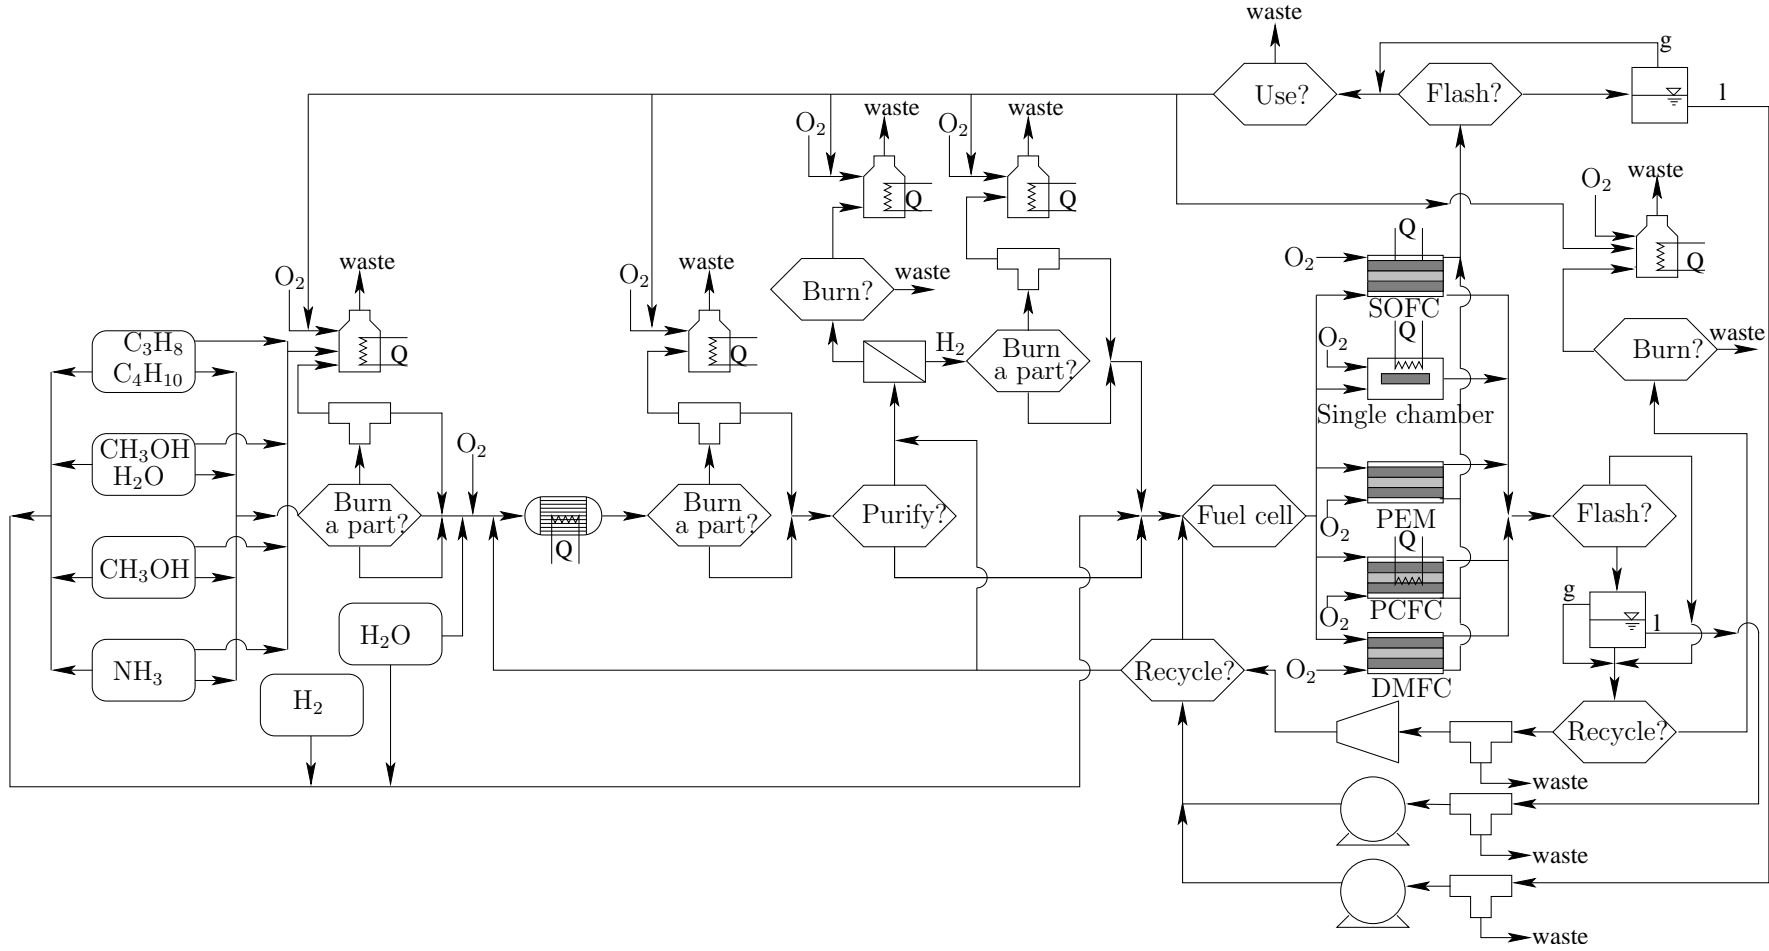 waste
g
Use?
Flash?
l
waste
waste
O₂
O₂
waste
O₂
Q
Q
Q
waste
O₂
waste
O₂
Burn?
waste
O₂
Q
SOFC
Q
C₃H₈
C₄H₁₀
Q
Q
H₂
Burn
a part?
O₂
Burn?
waste
Single chamber
CH₃OH
H₂O
O₂
Burn
a part?
Burn
a part?
Purify?
Fuel cell
O₂
PEM
Flash?
Q
Q
CH₃OH
g
l
O₂
PCFC
H₂O
NH₃
H₂
Recycle?
O₂
DMFC
Recycle?
waste
waste
waste